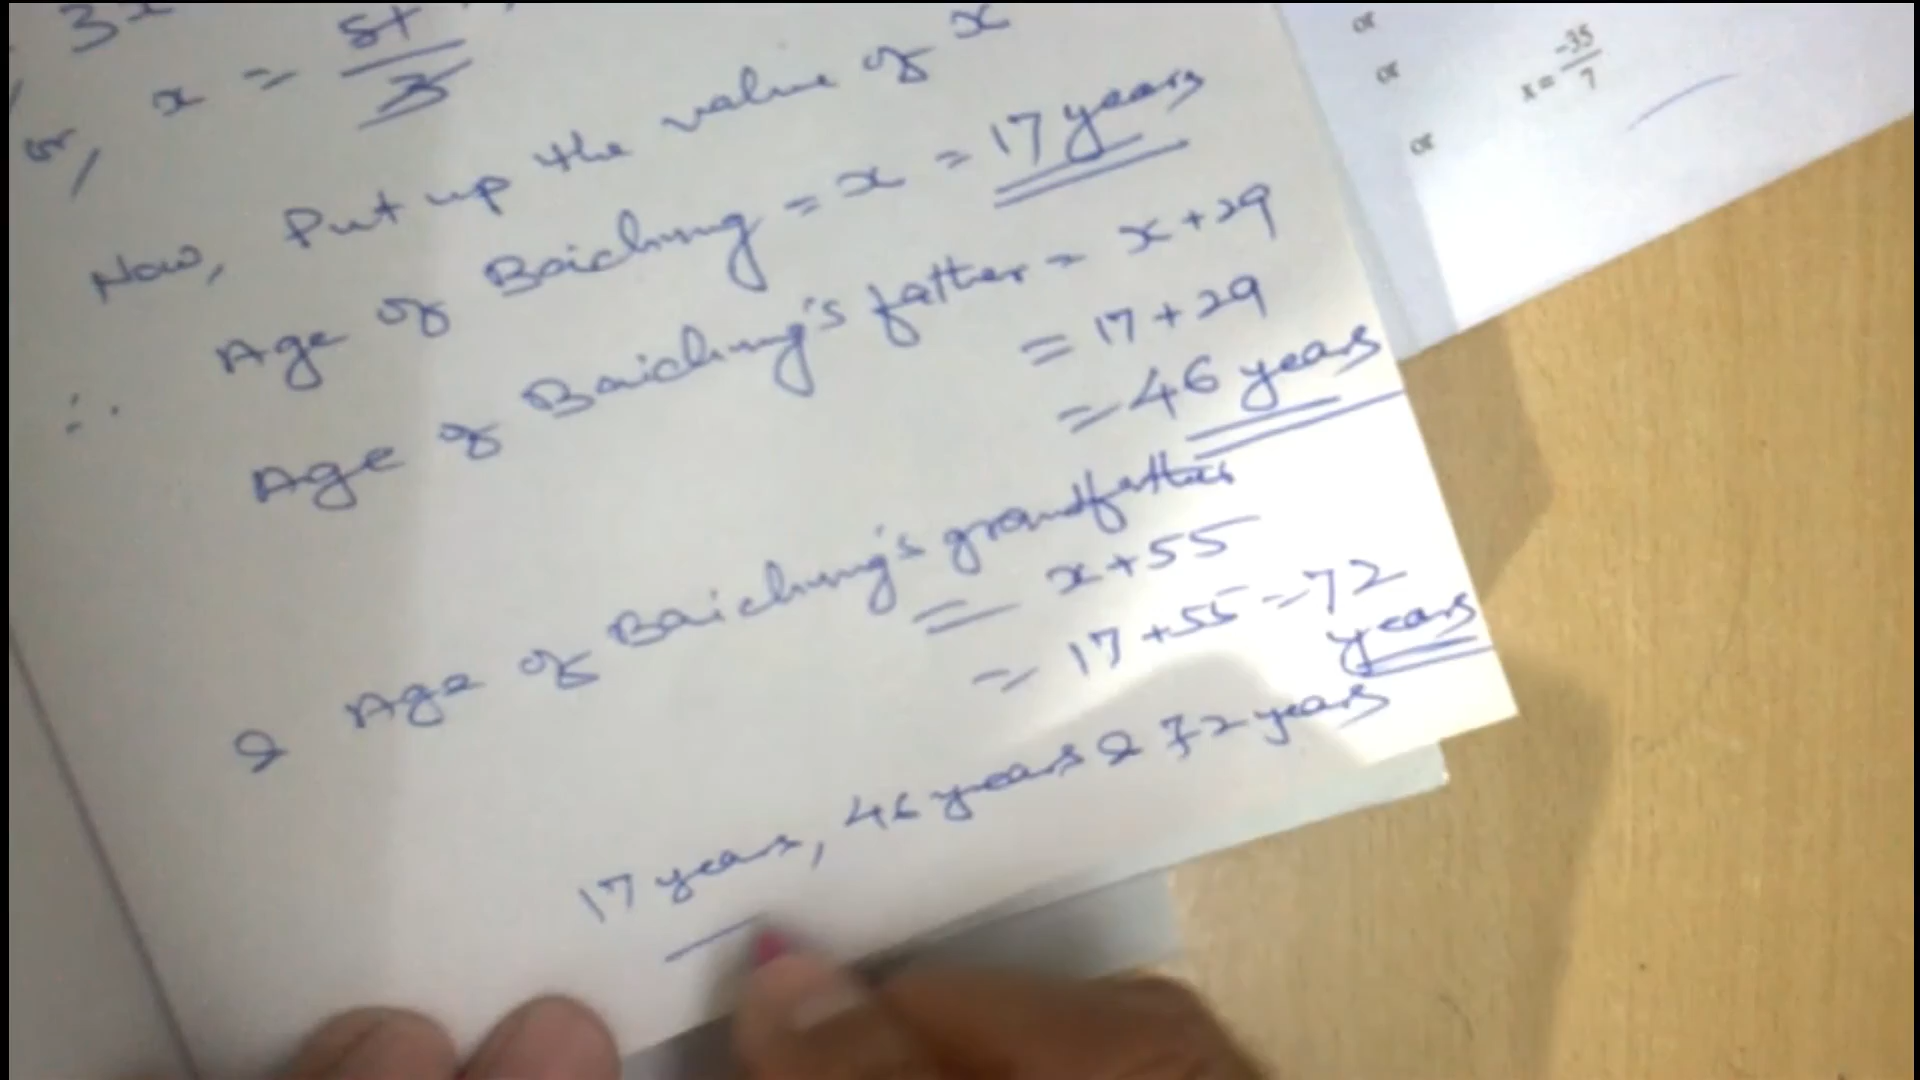 3x
or, x = 51/3
Now, Put up the value of x
∴ Age of Baichung = x = 17 years
Age of Baichung's father = x + 29
= 17 + 29
= 46 years
& Age of Baichung's grandfather
= x + 55
= 17 + 55 = 72
years
17 years, 46 years & 72 years
or
or x = -35/7
or